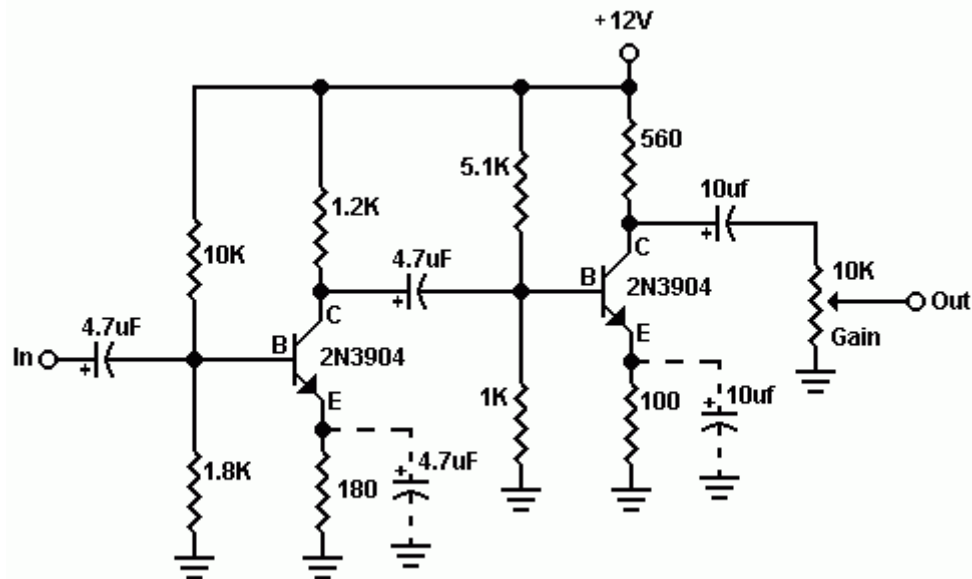 +12V
560
5.1K
10uf
1.2K
C
10K
10K
4.7uF
B
2N3904
Out
4.7uF
C
E
Gain
In
B
2N3904
1K
100
10uf
E
1.8K
180
4.7uF
+
+
+
+
+